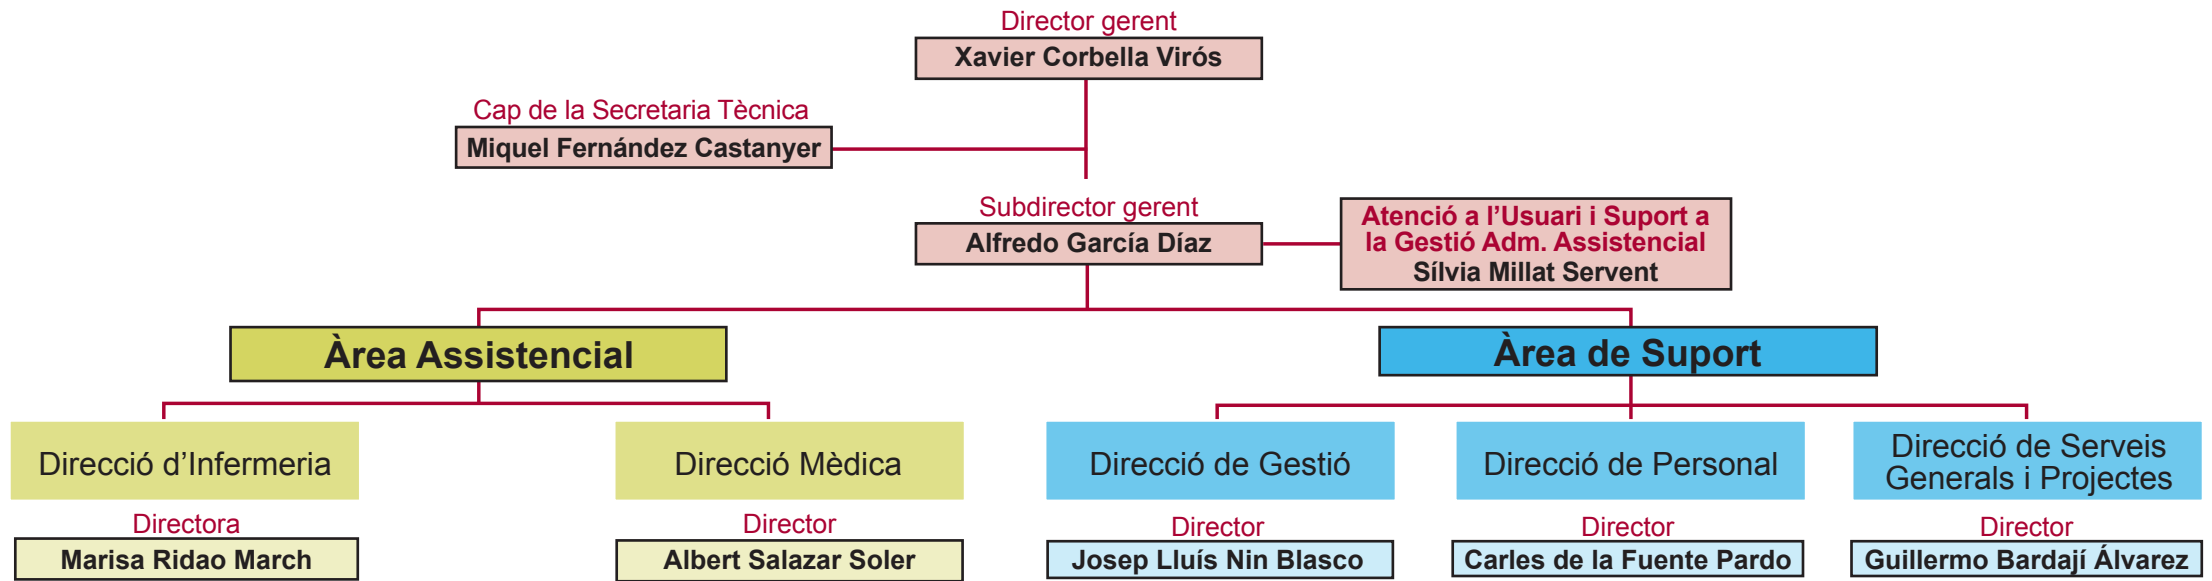 Director gerent
Xavier Corbella Virós
Cap de la Secretaria Tècnica
Miquel Fernández Castanyer
Subdirector gerent
Alfredo García Díaz
Atenció a l’Usuari i Suport a
la Gestió Adm. Assistencial
Sílvia Millat Servent
Àrea Assistencial
Àrea de Suport
Direcció d’Infermeria
Direcció Mèdica
Direcció de Gestió
Direcció de Personal
Direcció de Serveis
Generals i Projectes
Directora
Marisa Ridao March
Director
Albert Salazar Soler
Director
Josep Lluís Nin Blasco
Director
Carles de la Fuente Pardo
Director
Guillermo Bardají Álvarez